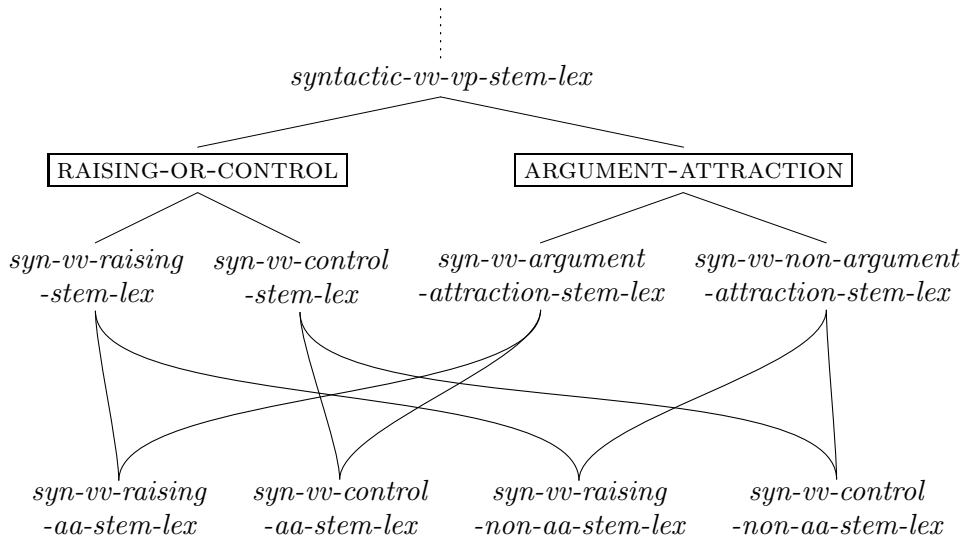 syntactic-vv-vp-stem-lex
RAISING-OR-CONTROL ARGUMENT-ATTRACTION
syn-vv-raising syn-vv-control syn-vv-argument syn-vv-non-argument
-stem-lex -stem-lex -attraction-stem-lex -attraction-stem-lex
syn-vv-raising syn-vv-control syn-vv-raising syn-vv-control
-aa-stem-lex -aa-stem-lex -non-aa-stem-lex -non-aa-stem-lex